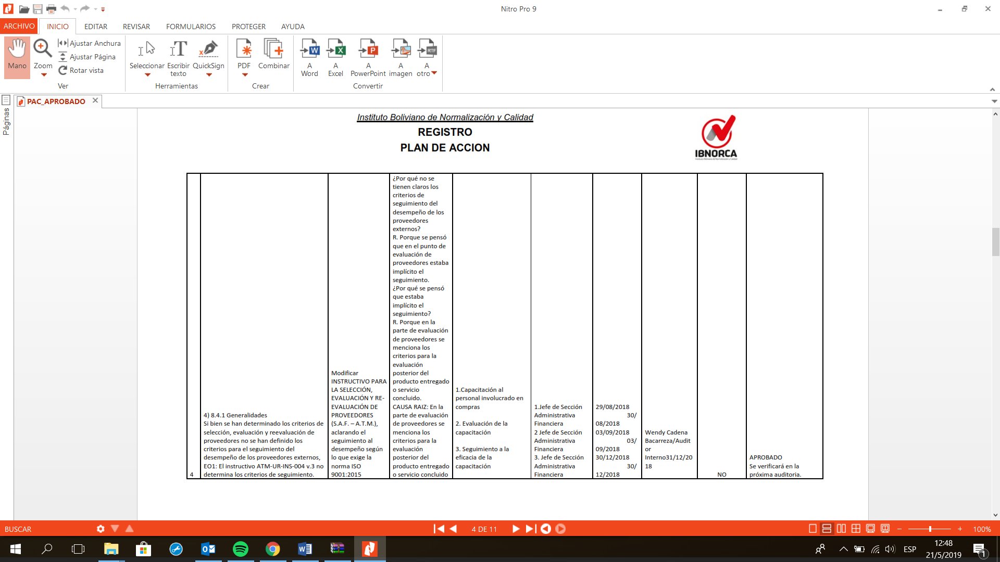 Nitro Pro 9
ARCHIVO
INICIO
EDITAR
REVISAR
FORMULARIOS
PROTEGER
AYUDA
Mano
Zoom
Ajustar Anchura
Ajustar Página
Rotar vista
Ver
Seleccionar
Escribir
texto
QuickSign
Herramientas
PDF
Combinar
Crear
A
Word
A
Excel
A
PowerPoint
A
imagen
A
otro
Convertir
Páginas
PAC_APROBADO
Instituto Boliviano de Normalización y Calidad
REGISTRO
PLAN DE ACCION
IBNORCA
4
4) 8.4.1 Generalidades
Si bien se han determinado los criterios de
selección, evaluación y reevaluación de
proveedores no se han definido los
criterios para el seguimiento del
desempeño de los proveedores externos,
EO1: El instructivo ATM-UR-INS-004 v.3 no
determina los criterios de seguimiento.
Modificar
INSTRUCTIVO PARA
LA SELECCIÓN,
EVALUACIÓN Y RE-
EVALUACIÓN DE
PROVEEDORES
(S.A.F. – A.T.M.),
aclarando el
seguimiento al
desempeño según
lo que exige la
norma ISO
9001:2015
¿Por qué no se
tienen claros los
criterios de
seguimiento del
desempeño de los
proveedores
externos?
R. Porque se pensó
que en el punto de
evaluación de
proveedores estaba
implícito el
seguimiento.
¿Por qué se pensó
que estaba
implícito el
seguimiento?
R. Porque en la
parte de evaluación
de proveedores se
menciona los
criterios para la
evaluación
posterior del
producto entregado
o servicio
concluido.
CAUSA RAIZ: En la
parte de evaluación
de proveedores se
menciona los
criterios para la
evaluación
posterior del
producto entregado
o servicio concluido
1.Capacitación al
personal involucrado en
compras
2. Evaluación de la
capacitación
3. Seguimiento a la
eficacia de la
capacitación
1.Jefe de Sección
Administrativa
Financiera
2 Jefe de Sección
Administrativa
Financiera
3. Jefe de Sección
Administrativa
Financiera
29/08/2018
30/
08/2018
03/09/2018
03/
09/2018
30/12/2018
30/
12/2018
Wendy Cadena
Bacarreza/Audit
or
Interno31/12/20
18
NO
APROBADO
Se verificará en la
próxima auditoria.
BUSCAR
4 DE 11
100%
ESP
12:48
21/5/2019
1